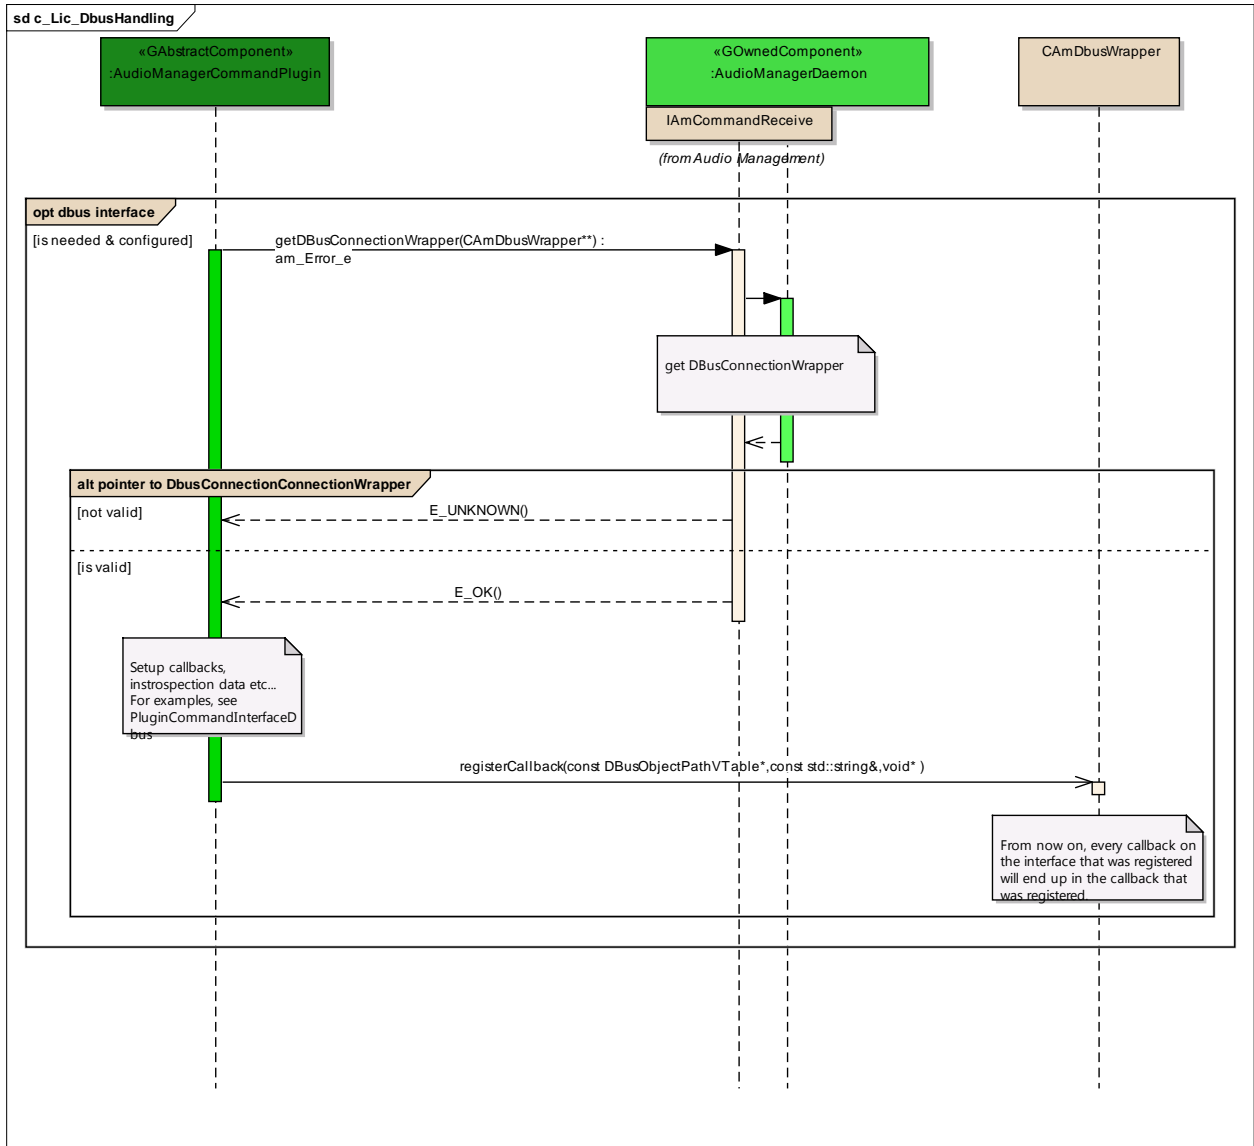 sd c_Lic_DbusHandling
«GAbstractComponent»
:AudioManagerCommandPlugin
«GOwnedComponent»
:AudioManagerDaemon
CAmDbusWrapper
IAmCommandReceive
(from Audio Management)
opt dbus interface
[is needed & configured]
getDBusConnectionWrapper(CAmDbusWrapper**) :
am_Error_e
get DBusConnectionWrapper
alt pointer to DbusConnectionConnectionWrapper
[not valid]
E_UNKNOWN()
[is valid]
E_OK()
Setup callbacks,
instrospection data etc...
For examples, see
PluginCommandInterfaceD
bus
registerCallback(const DBusObjectPathVTable*,const std::string&,void* )
From now on, every callback on
the interface that was registered
will end up in the callback that
was registered.